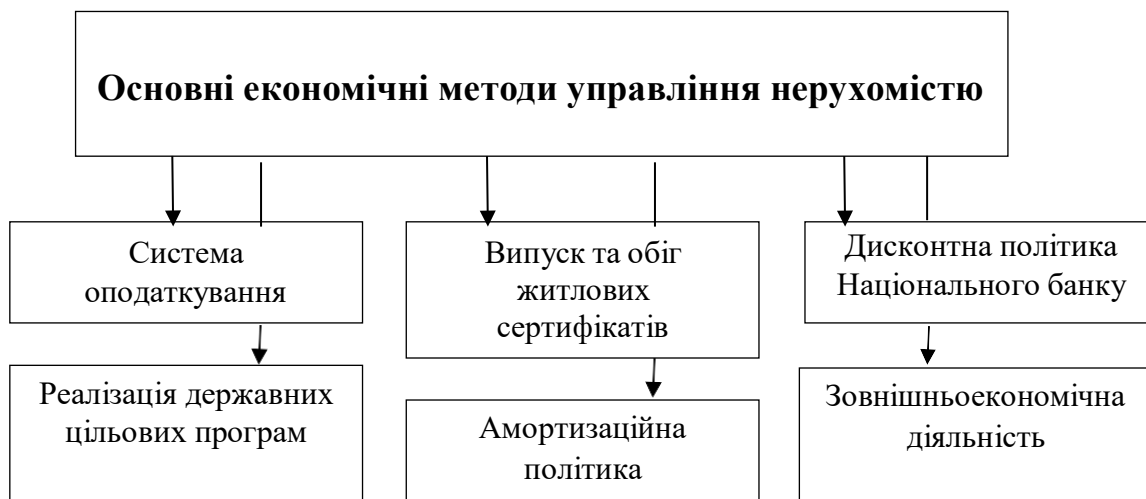 Основні економічні методи управління нерухомістю
Система
оподаткування
Випуск та обіг
житлових
сертифікатів
Дисконтна політика
Національного банку
Реалізація державних
цільових програм
Амортизаційна
політика
Зовнішньоекономічна
діяльність